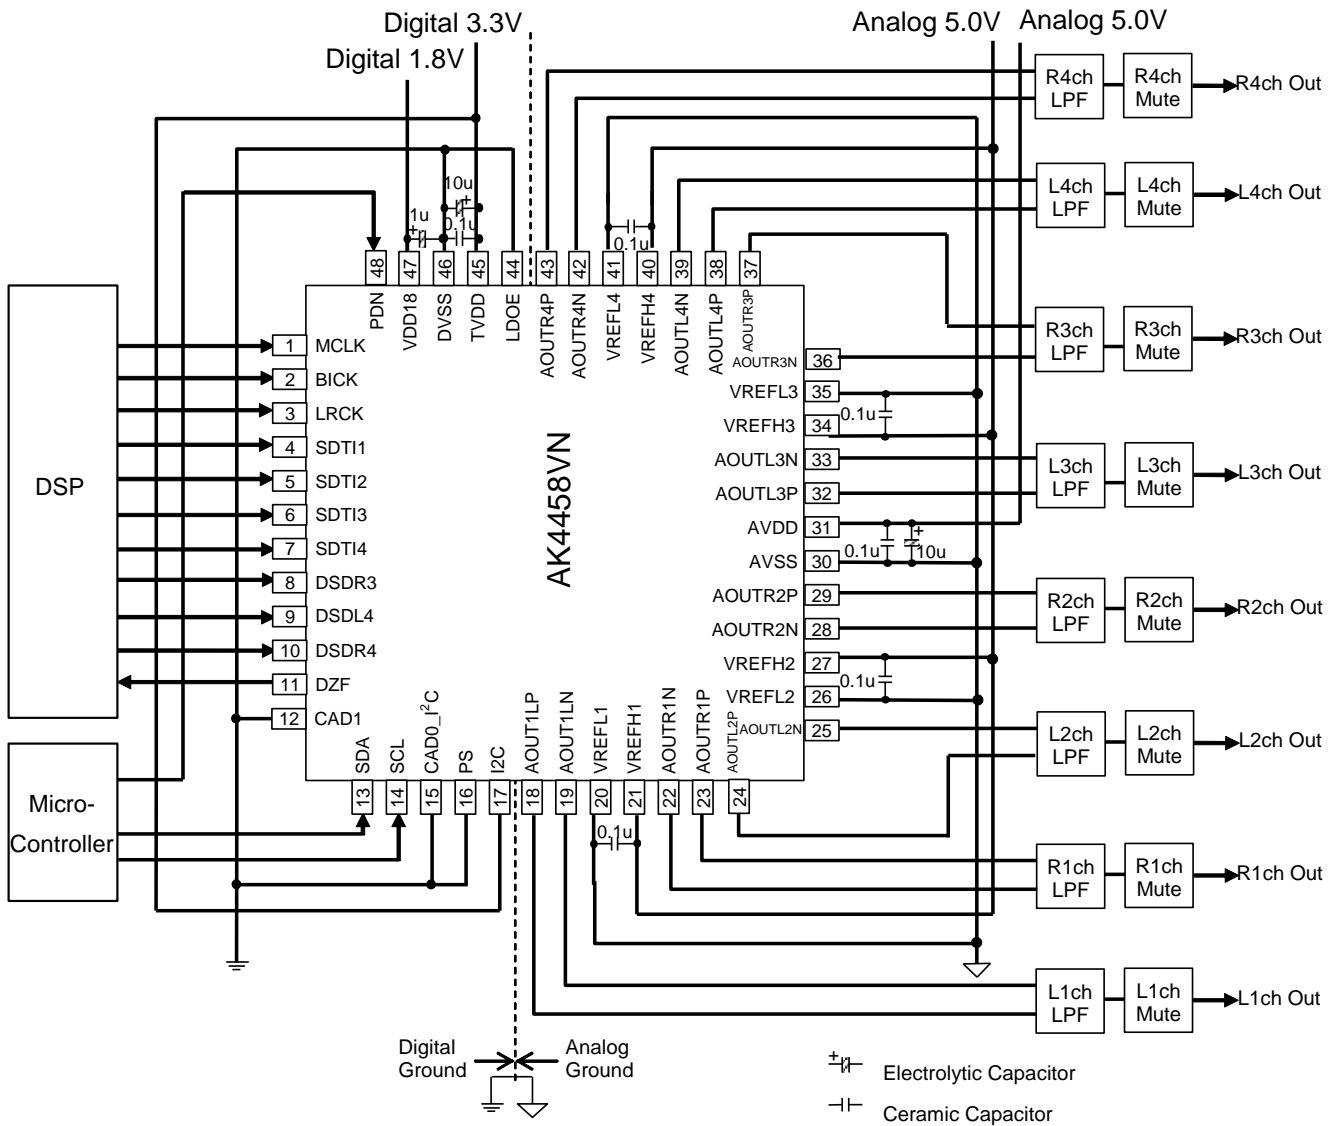 Digital 3.3V
Digital 1.8V
Analog 5.0V
Analog 5.0V
R4ch LPF
R4ch Mute
R4ch Out
L4ch LPF
L4ch Mute
L4ch Out
R3ch LPF
R3ch Mute
R3ch Out
L3ch LPF
L3ch Mute
L3ch Out
R2ch LPF
R2ch Mute
R2ch Out
L2ch LPF
L2ch Mute
L2ch Out
R1ch LPF
R1ch Mute
R1ch Out
L1ch LPF
L1ch Mute
L1ch Out
10u
1u
0.1u
0.1u
48 PDN
47 VDD18
46 DVSS
45 TVDD
44 LDOE
43 AOUTR4P
42 AOUTR4N
41 VREFL4
40 VREFH4
39 AOUTL4N
38 AOUTL4P
37 AOUTR3P
DSP
1 MCLK
2 BICK
3 LRCK
4 SDTI1
5 SDTI2
6 SDTI3
7 SDTI4
8 DSDR3
9 DSDL4
10 DSDR4
11 DZF
12 CAD1
AK4458VN
AOUTR3N 36
VREFL3 35
0.1u
VREFH3 34
AOUTL3N 33
AOUTL3P 32
AVDD 31
0.1u
10u
AVSS 30
AOUTR2P 29
AOUTR2N 28
VREFH2 27
0.1u
VREFL2 26
AOUTL2N 25
Micro-
Controller
SDA 13
SCL 14
CAD0_I²C 15
PS 16
I2C 17
AOUT1LP 18
AOUT1LN 19
VREFL1 20
VREFH1 21
AOUTR1N 22
AOUTR1P 23
AOUTL2P 24
0.1u
Digital Ground
Analog Ground
Electrolytic Capacitor
Ceramic Capacitor